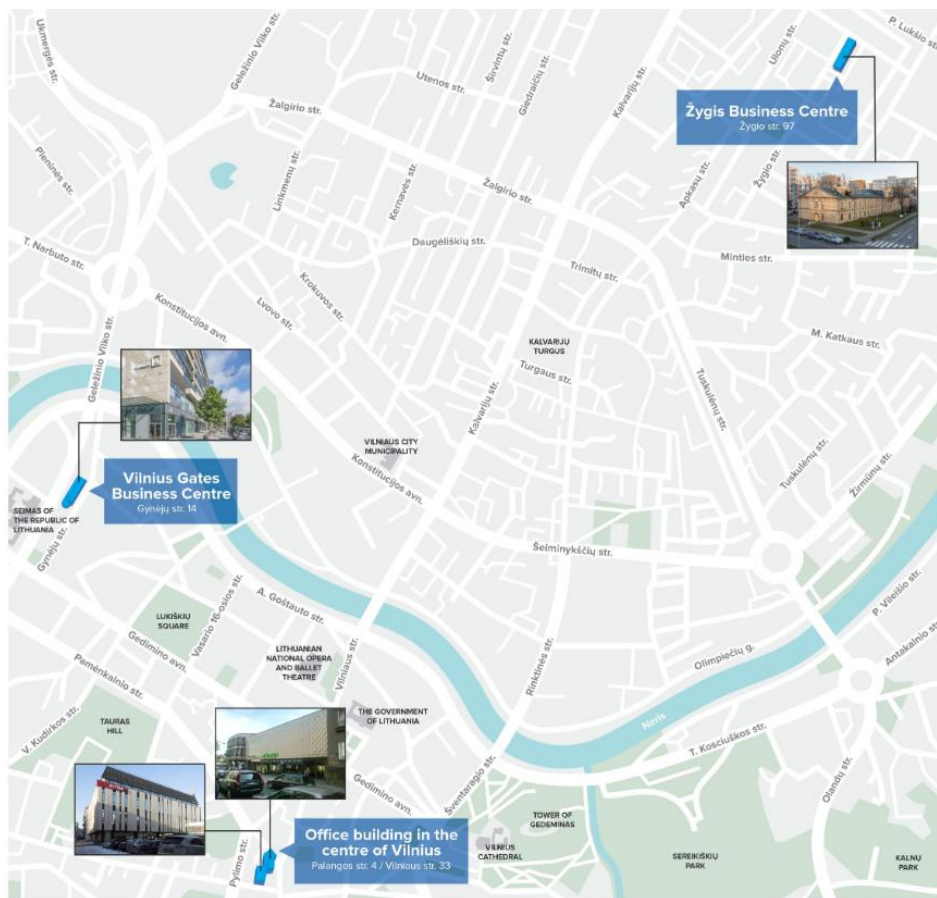 Ukmergės str.
Geležinio Vilko str.
Utenos str.
Širvintų str.
Giedraičių str.
Kalvarijų str.
Ulonų str.
P. Lukšio str.
Žygis Business Centre
Žygio str. 97
Žalgirio str.
Pieninės str.
Linkmenų str.
Kernavės str.
Žalgirio str.
Apkasų str.
Žygio str.
T. Narbuto str.
Daugėliškių str.
Trimitų str.
Minties str.
Konstitucijos avn.
Lvovo str.
Krokuvos str.
Geležinio Vilko str.
KALVARIJŲ
TURGUS
Turgaus str.
M. Katkaus str.
Kalvarijų str.
Tuskulėnų str.
VILNIAUS CITY
MUNICIPALITY
Konstitucijos avn.
Vilnius Gates
Business Centre
Gynėjų str. 14
SEIMAS OF
THE REPUBLIC OF
LITHUANIA
Gynėjų str.
Tuskulėnų str.
Žirmūnų str.
Šeiminykščių str.
P. Vileišio str.
A. Goštauto str.
Vasario 16-osios str.
LUKIŠKIŲ
SQUARE
Gedimino avn.
Pamėnkalnio str.
LITHUANIAN
NATIONAL OPERA
AND BALLET
THEATRE
Vilniaus str.
Rinktinės str.
Olimpiečių g.
Antakalnio str.
THE GOVERNMENT
OF LITHUANIA
Neris
T. Kosciuškos str.
V. Kudirkos str.
TAURAS
HILL
Gedimino avn.
Šventaragio str.
Olandų str.
TOWER OF
GEDEMINAS
VILNIUS
CATHEDRAL
SEREIKIŠKIŲ
PARK
KALNŲ
PARK
Pylimo str.
Office building in the
centre of Vilnius
Palangos str. 4 / Vilniaus str. 33